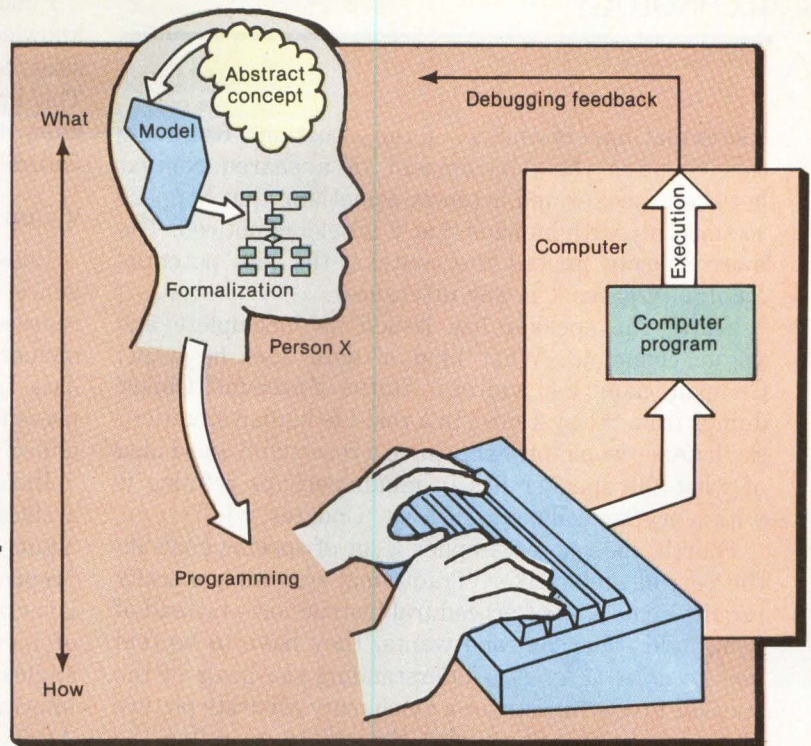 What
Abstract
concept
Model
Formalization
Person X
Debugging feedback
Computer
Execution
Computer
program
Programming
How